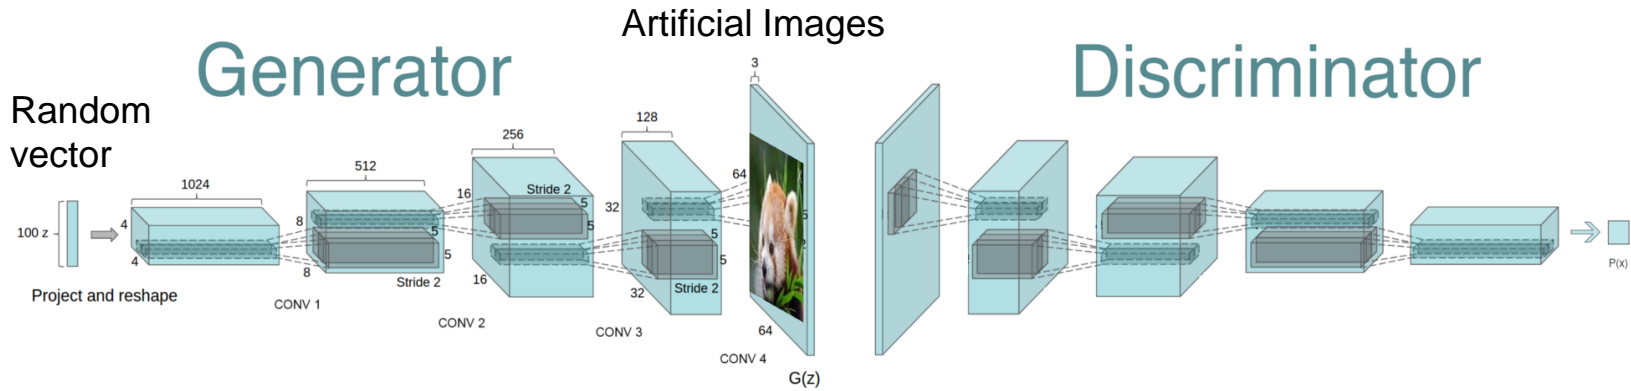 Artificial Images
Generator
Discriminator
Random
vector
100 z
Project and reshape
1024
4
4
512
8
8
5
5
Stride 2
CONV 1
256
16
16
Stride 2
5
5
CONV 2
128
32
32
5
5
Stride 2
CONV 3
3
64
64
5
CONV 4
G(z)
P(x)